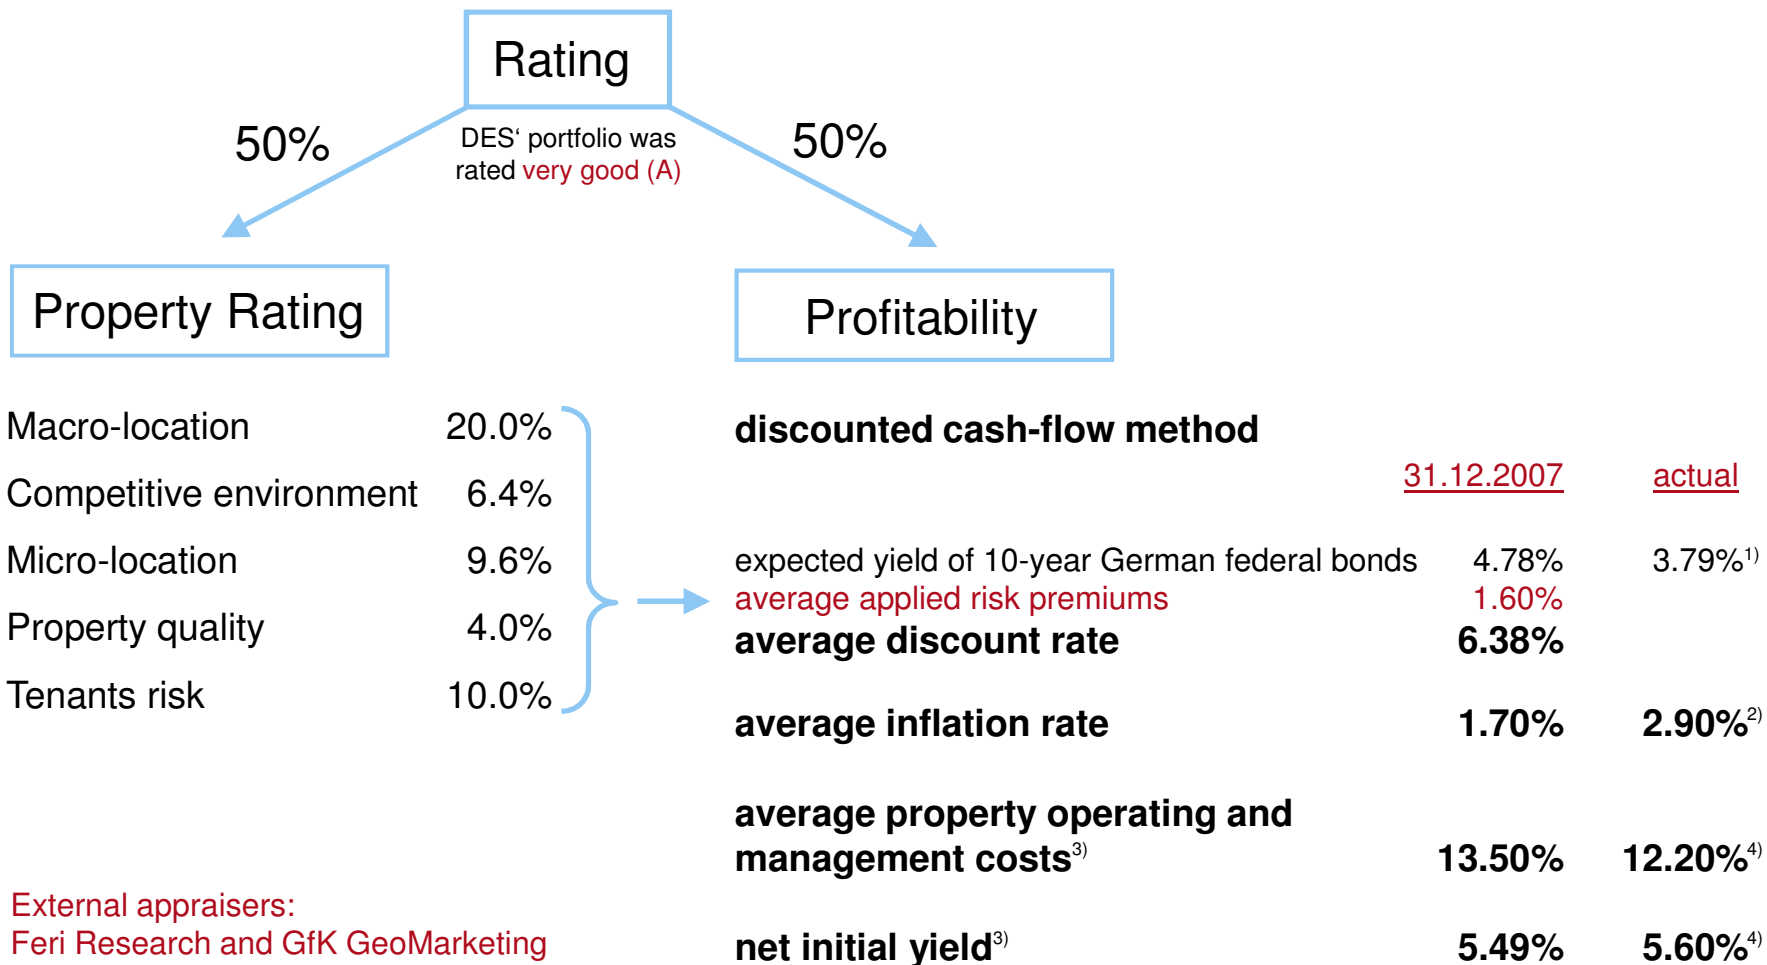 Rating
50%
DES‘ portfolio was
rated very good (A)
50%
Property Rating
Macro-location 20.0%
Competitive environment 6.4%
Micro-location 9.6%
Property quality 4.0%
Tenants risk 10.0%
External appraisers:
Feri Research and GfK GeoMarketing
Profitability
discounted cash-flow method
31.12.2007 actual
expected yield of 10-year German federal bonds 4.78% 3.79%1)
average applied risk premiums 1.60%
average discount rate 6.38%
average inflation rate 1.70% 2.90%2)
average property operating and
management costs3) 13.50% 12.20%4)
net initial yield3) 5.49% 5.60%4)